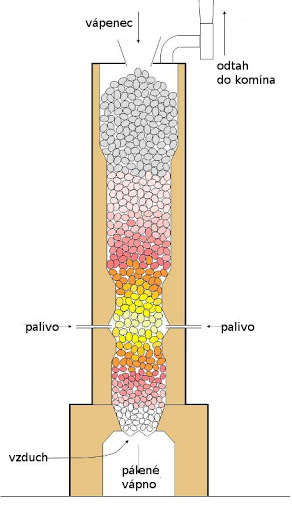 vápenec
odtah
do komína
palivo
palivo
vzduch
pálené
vápno